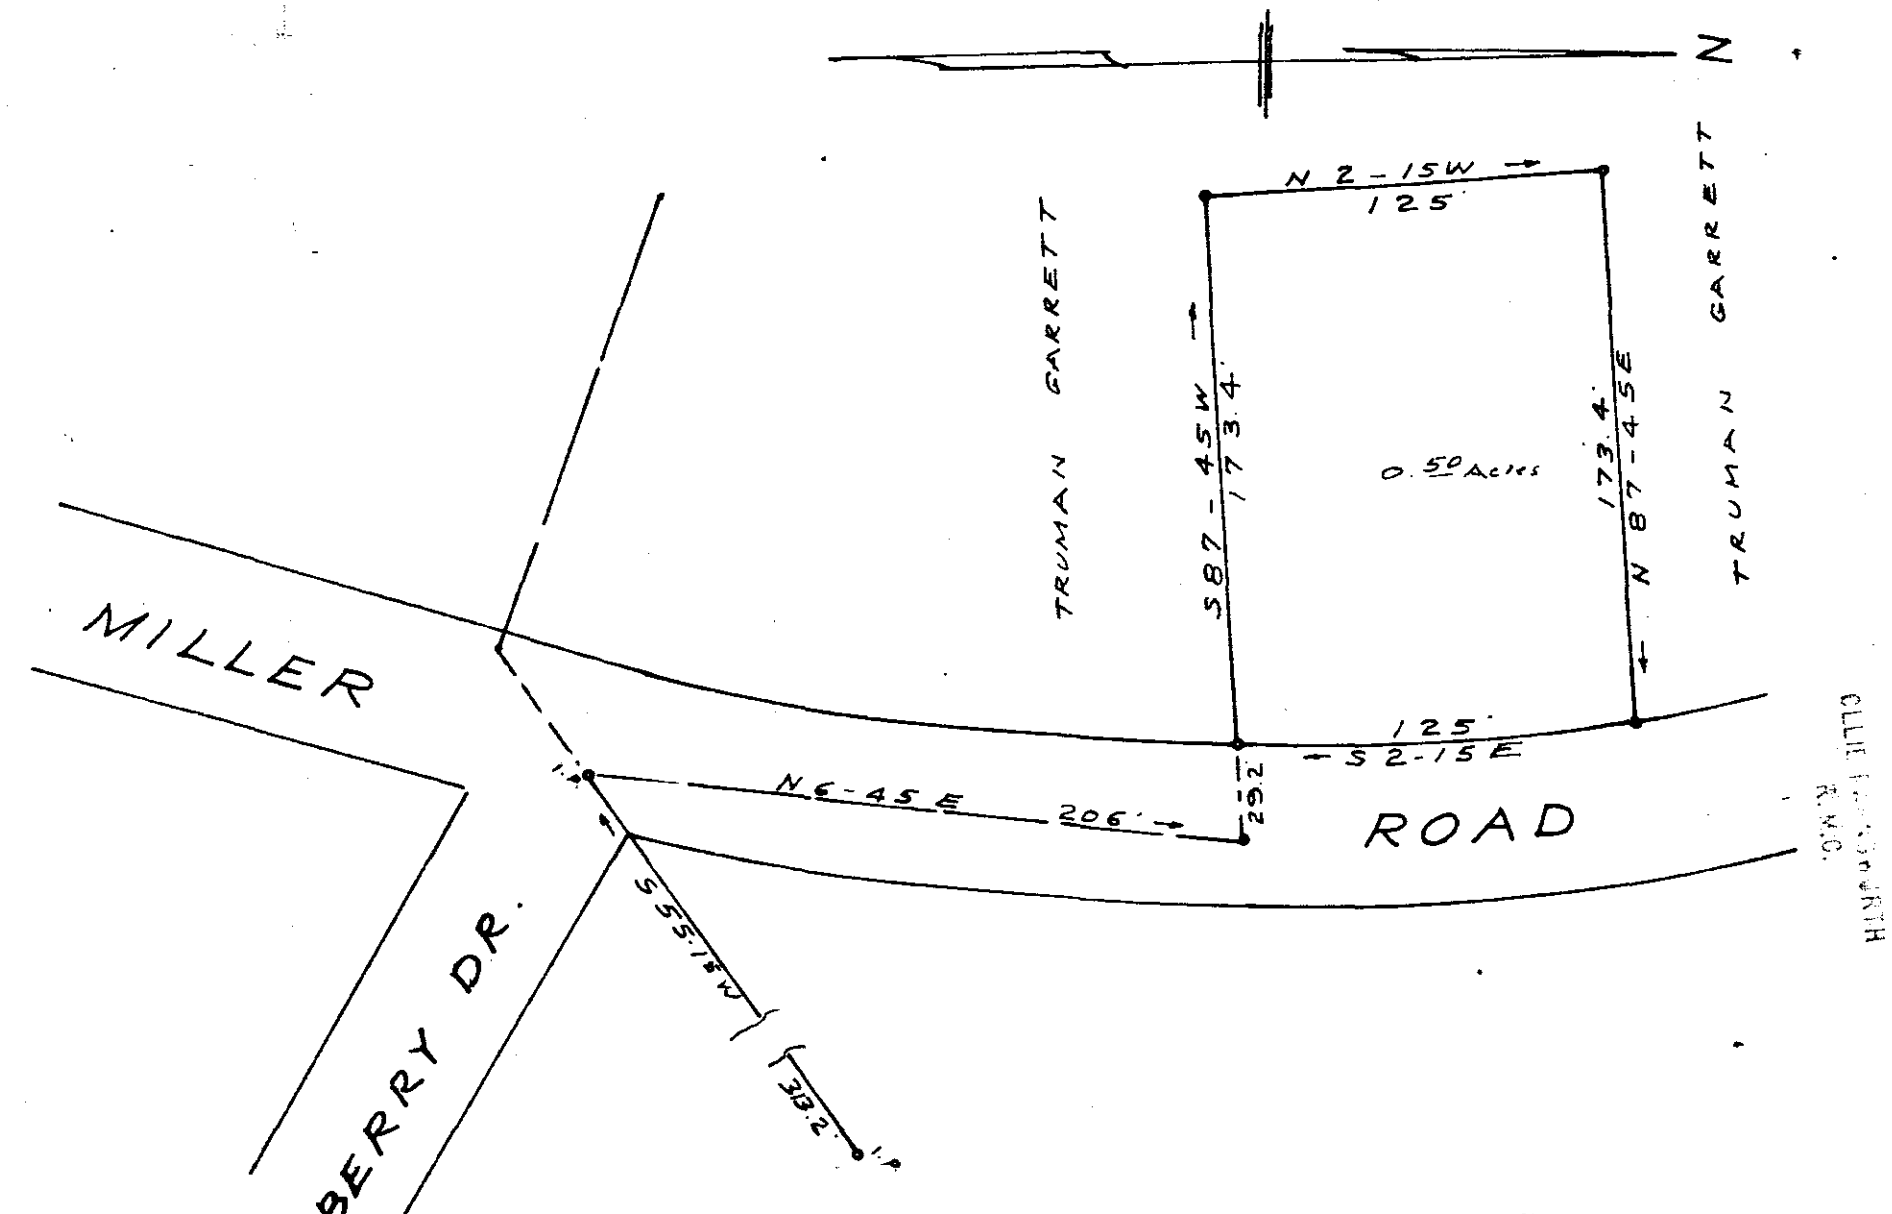 N
N 2-15W
125'
TRUMAN GARRETT
S87-45W
173.4'
0.50 Acres
173.4'
N 87-45E
TRUMAN GARRETT
MILLER
125'
S 2-15 E
29.2'
N 6-45 E 206'
ROAD
S 55-18 W
313.2'
BERRY DR.
R.M.C.